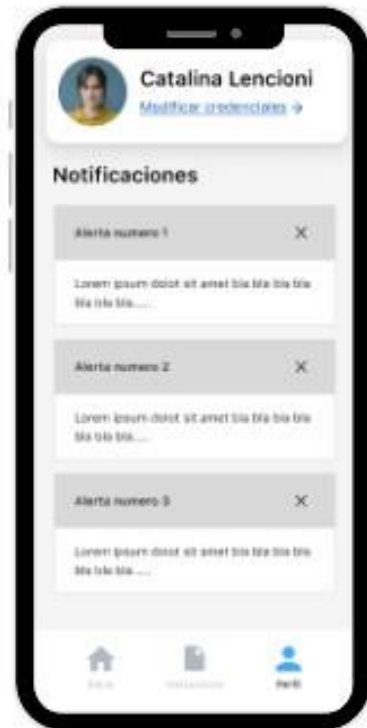 Catalina Lencioni
Modificar credenciales →
Notificaciones
Alerta numero 1 ×
Lorem ipsum dolot sit amet bla bla bla bla
bla bla bla.....
Alerta numero 2 ×
Lorem ipsum dolot sit amet bla bla bla bla
bla bla bla.....
Alerta numero 3 ×
Lorem ipsum dolot sit amet bla bla bla bla
bla bla bla.....
Inicio
Perfil